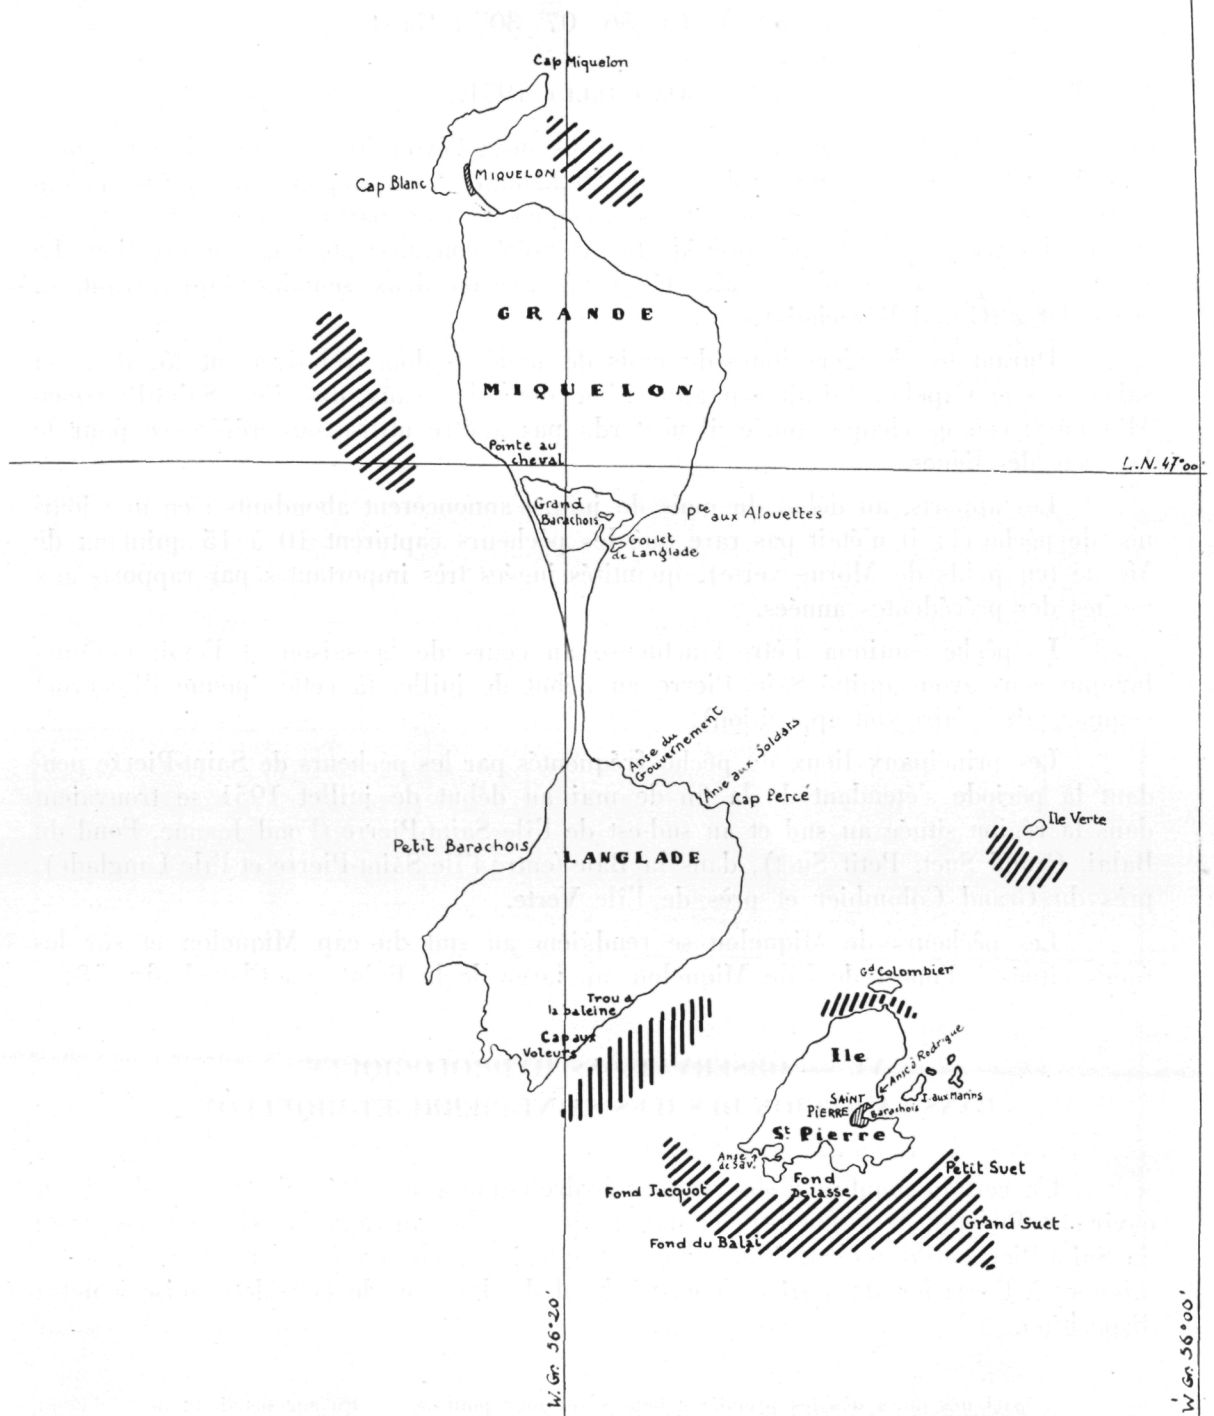 Cap Miquelon
Cap Blanc
MIQUELON
GRANDE
MIQUELON
Pointe au
cheval
L.N. 47°00'
Grand
Barachois
Pte aux Alouettes
Goulet
de Langlade
Anse du
Gouvernement
Anse aux Soldats
Cap Percé
Ile Verte
Petit Barachois
LANGLADE
Gd Colombier
Trou à
la baleine
Cap aux
Voleurs
Ile
Anse à Rodrigue
SAINT
PIERRE
Barachois
I. aux Marins
St Pierre
Anse
de Sav.
Fond
Delasse
Petit Suet
Fond Jacquot
Grand Suet
Fond du Balai
W. Gr. 56°20'
W. Gr. 56°00'